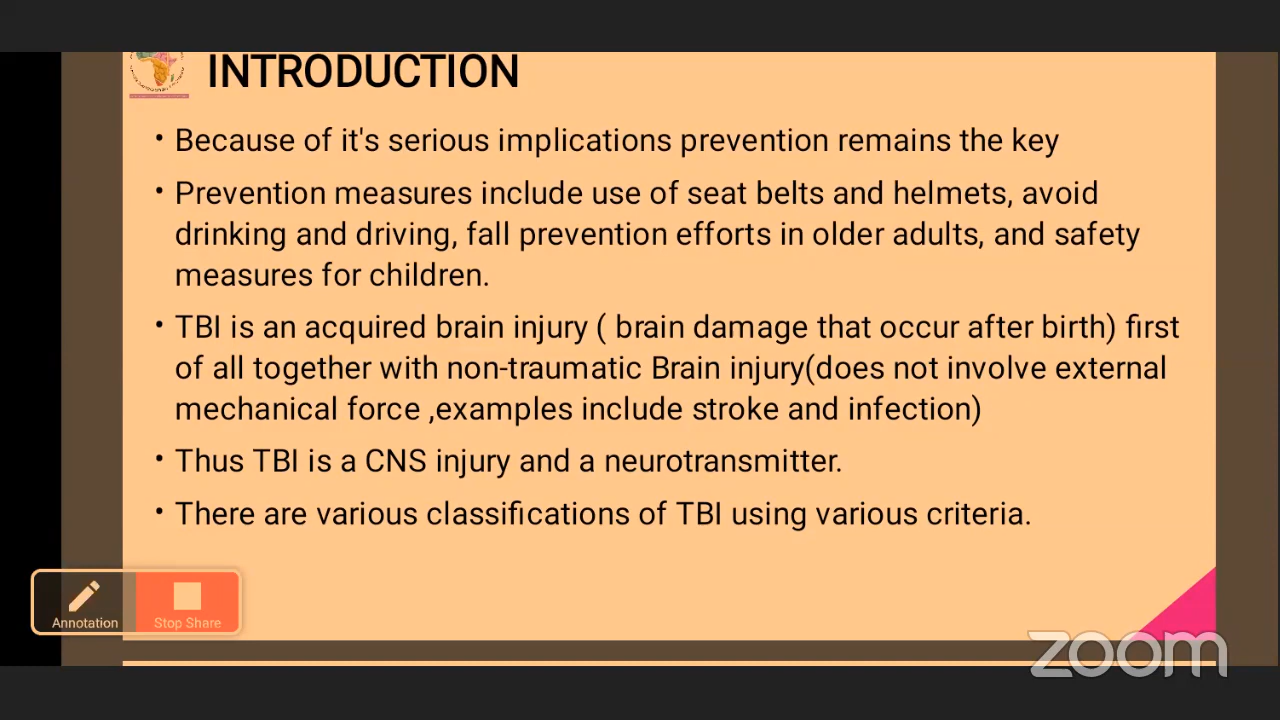 INTRODUCTION
• Because of it's serious implications prevention remains the key
• Prevention measures include use of seat belts and helmets, avoid
drinking and driving, fall prevention efforts in older adults, and safety
measures for children.
• TBI is an acquired brain injury ( brain damage that occur after birth) first
of all together with non-traumatic Brain injury(does not involve external
mechanical force ,examples include stroke and infection)
• Thus TBI is a CNS injury and a neurotransmitter.
• There are various classifications of TBI using various criteria.
Annotation
Stop Share
zoom